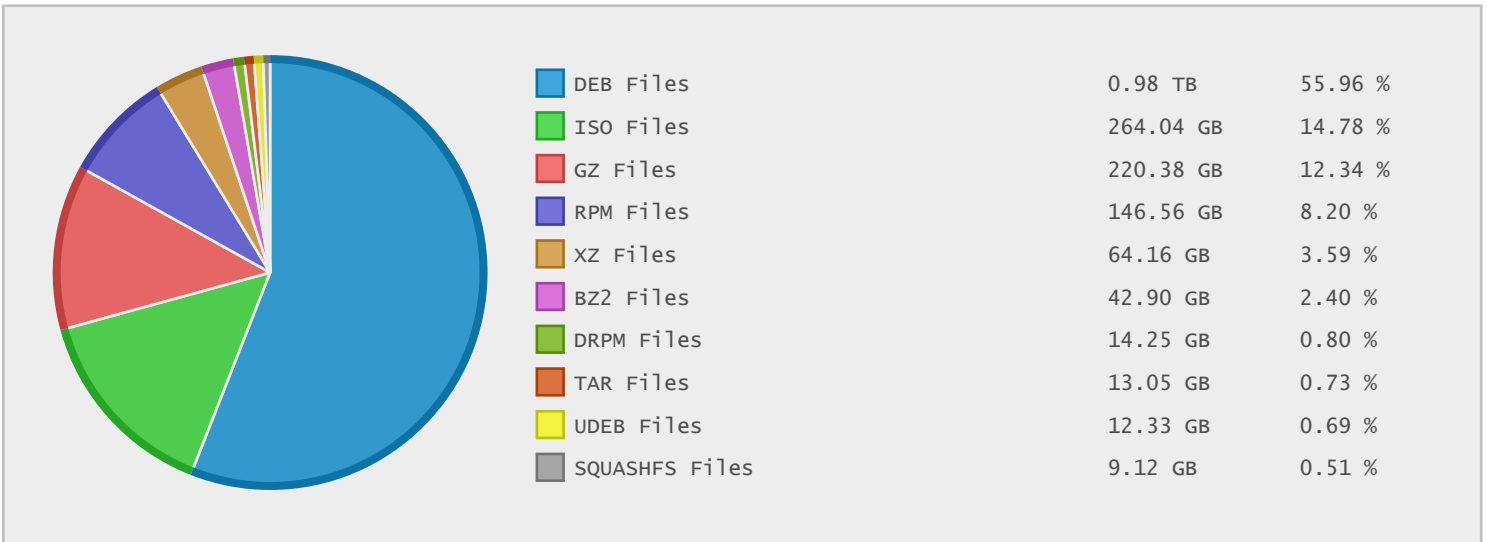 DEB Files 0.98 TB 55.96 %
ISO Files 264.04 GB 14.78 %
GZ Files 220.38 GB 12.34 %
RPM Files 146.56 GB 8.20 %
XZ Files 64.16 GB 3.59 %
BZ2 Files 42.90 GB 2.40 %
DRPM Files 14.25 GB 0.80 %
TAR Files 13.05 GB 0.73 %
UDEB Files 12.33 GB 0.69 %
SQUASHFS Files 9.12 GB 0.51 %